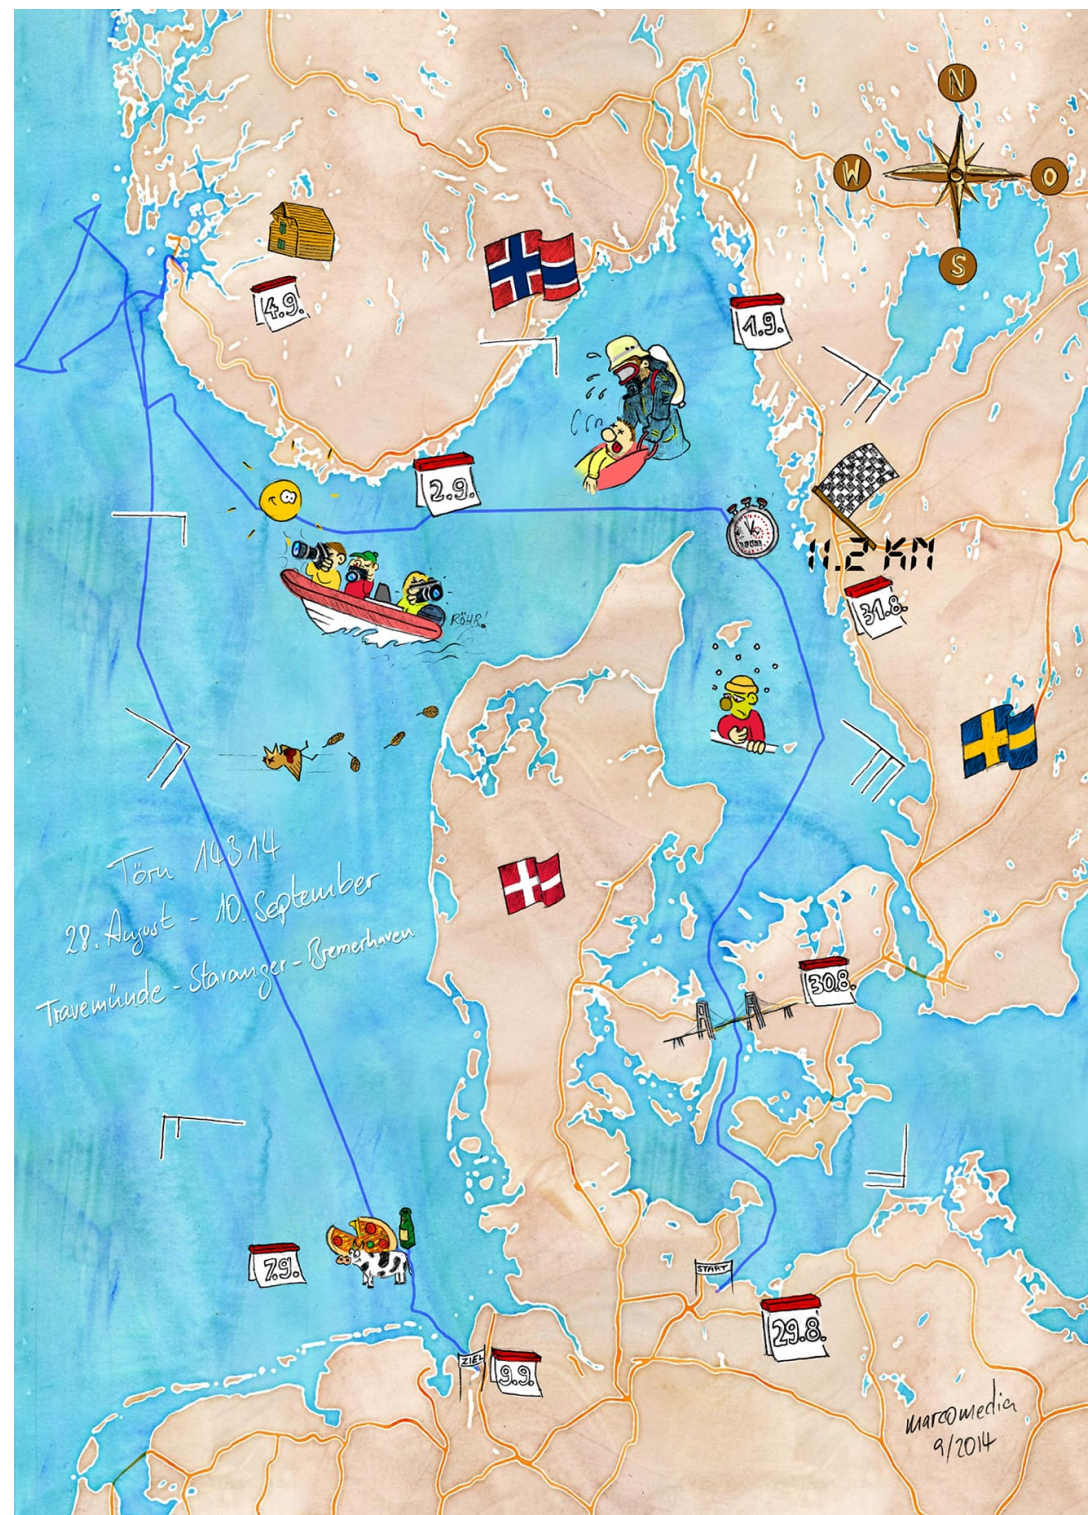 N
W
O
S
4.9.
1.9.
2.9.
11.2 KM
31.8.
RÖHR!
Törn 14314
28. August - 10. September
Travemünde - Stavanger - Bremerhaven
30.8.
7.9.
START
29.8.
ZIEL
9.9.
marcomedia
9/2014